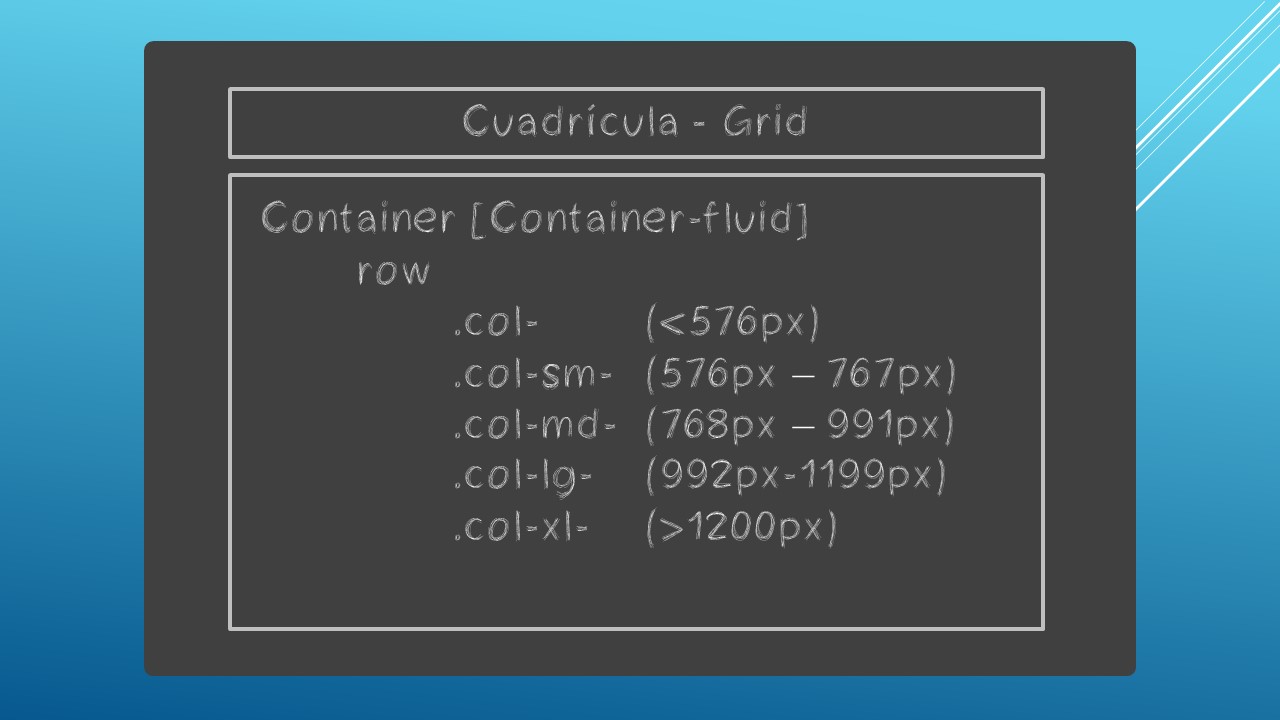 Cuadrícula - Grid
Container [Container-fluid]
row
.col- (<576px)
.col-sm- (576px – 767px)
.col-md- (768px – 991px)
.col-lg- (992px-1199px)
.col-xl- (>1200px)